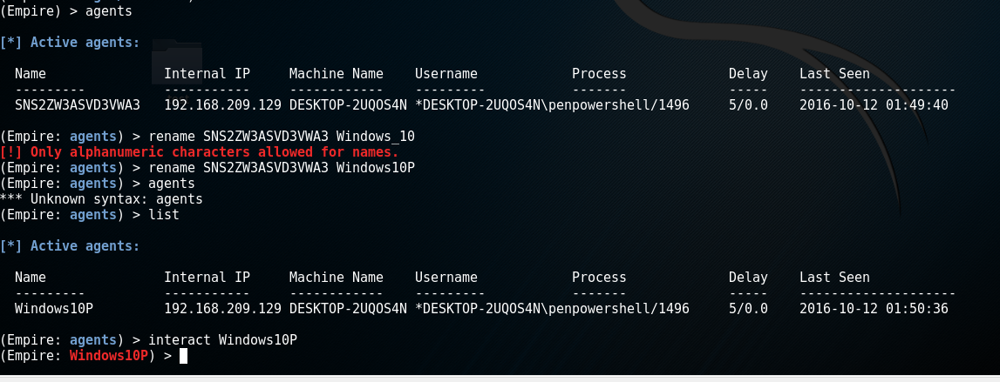 (Empire) > agents
[*] Active agents:
Name Internal IP Machine Name Username Process Delay Last Seen
--------- ----------- ------------ --------- ------- ----- --------------------
SNS2ZW3ASVD3VWA3 192.168.209.129 DESKTOP-2UQOS4N *DESKTOP-2UQOS4N\penpowershell/1496 5/0.0 2016-10-12 01:49:40
(Empire: agents) > rename SNS2ZW3ASVD3VWA3 Windows_10
[!] Only alphanumeric characters allowed for names.
(Empire: agents) > rename SNS2ZW3ASVD3VWA3 Windows10P
(Empire: agents) > agents
*** Unknown syntax: agents
(Empire: agents) > list
[*] Active agents:
Name Internal IP Machine Name Username Process Delay Last Seen
--------- ----------- ------------ --------- ------- ----- --------------------
Windows10P 192.168.209.129 DESKTOP-2UQOS4N *DESKTOP-2UQOS4N\penpowershell/1496 5/0.0 2016-10-12 01:50:36
(Empire: agents) > interact Windows10P
(Empire: Windows10P) >